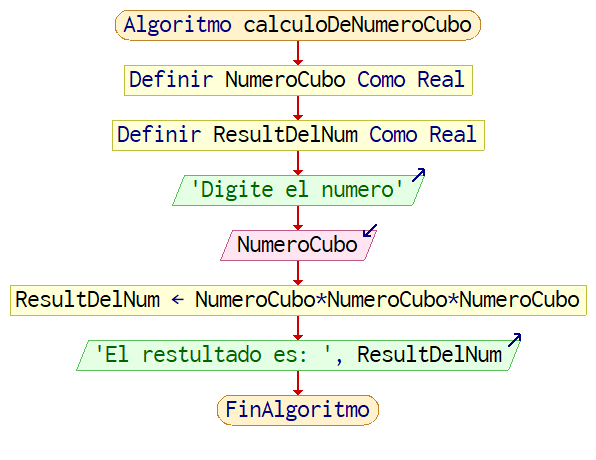 Algoritmo calculoDeNumeroCubo
Definir NumeroCubo Como Real
Definir ResultDelNum Como Real
'Digite el numero'
NumeroCubo
ResultDelNum ← NumeroCubo*NumeroCubo*NumeroCubo
'El restultado es: ', ResultDelNum
FinAlgoritmo